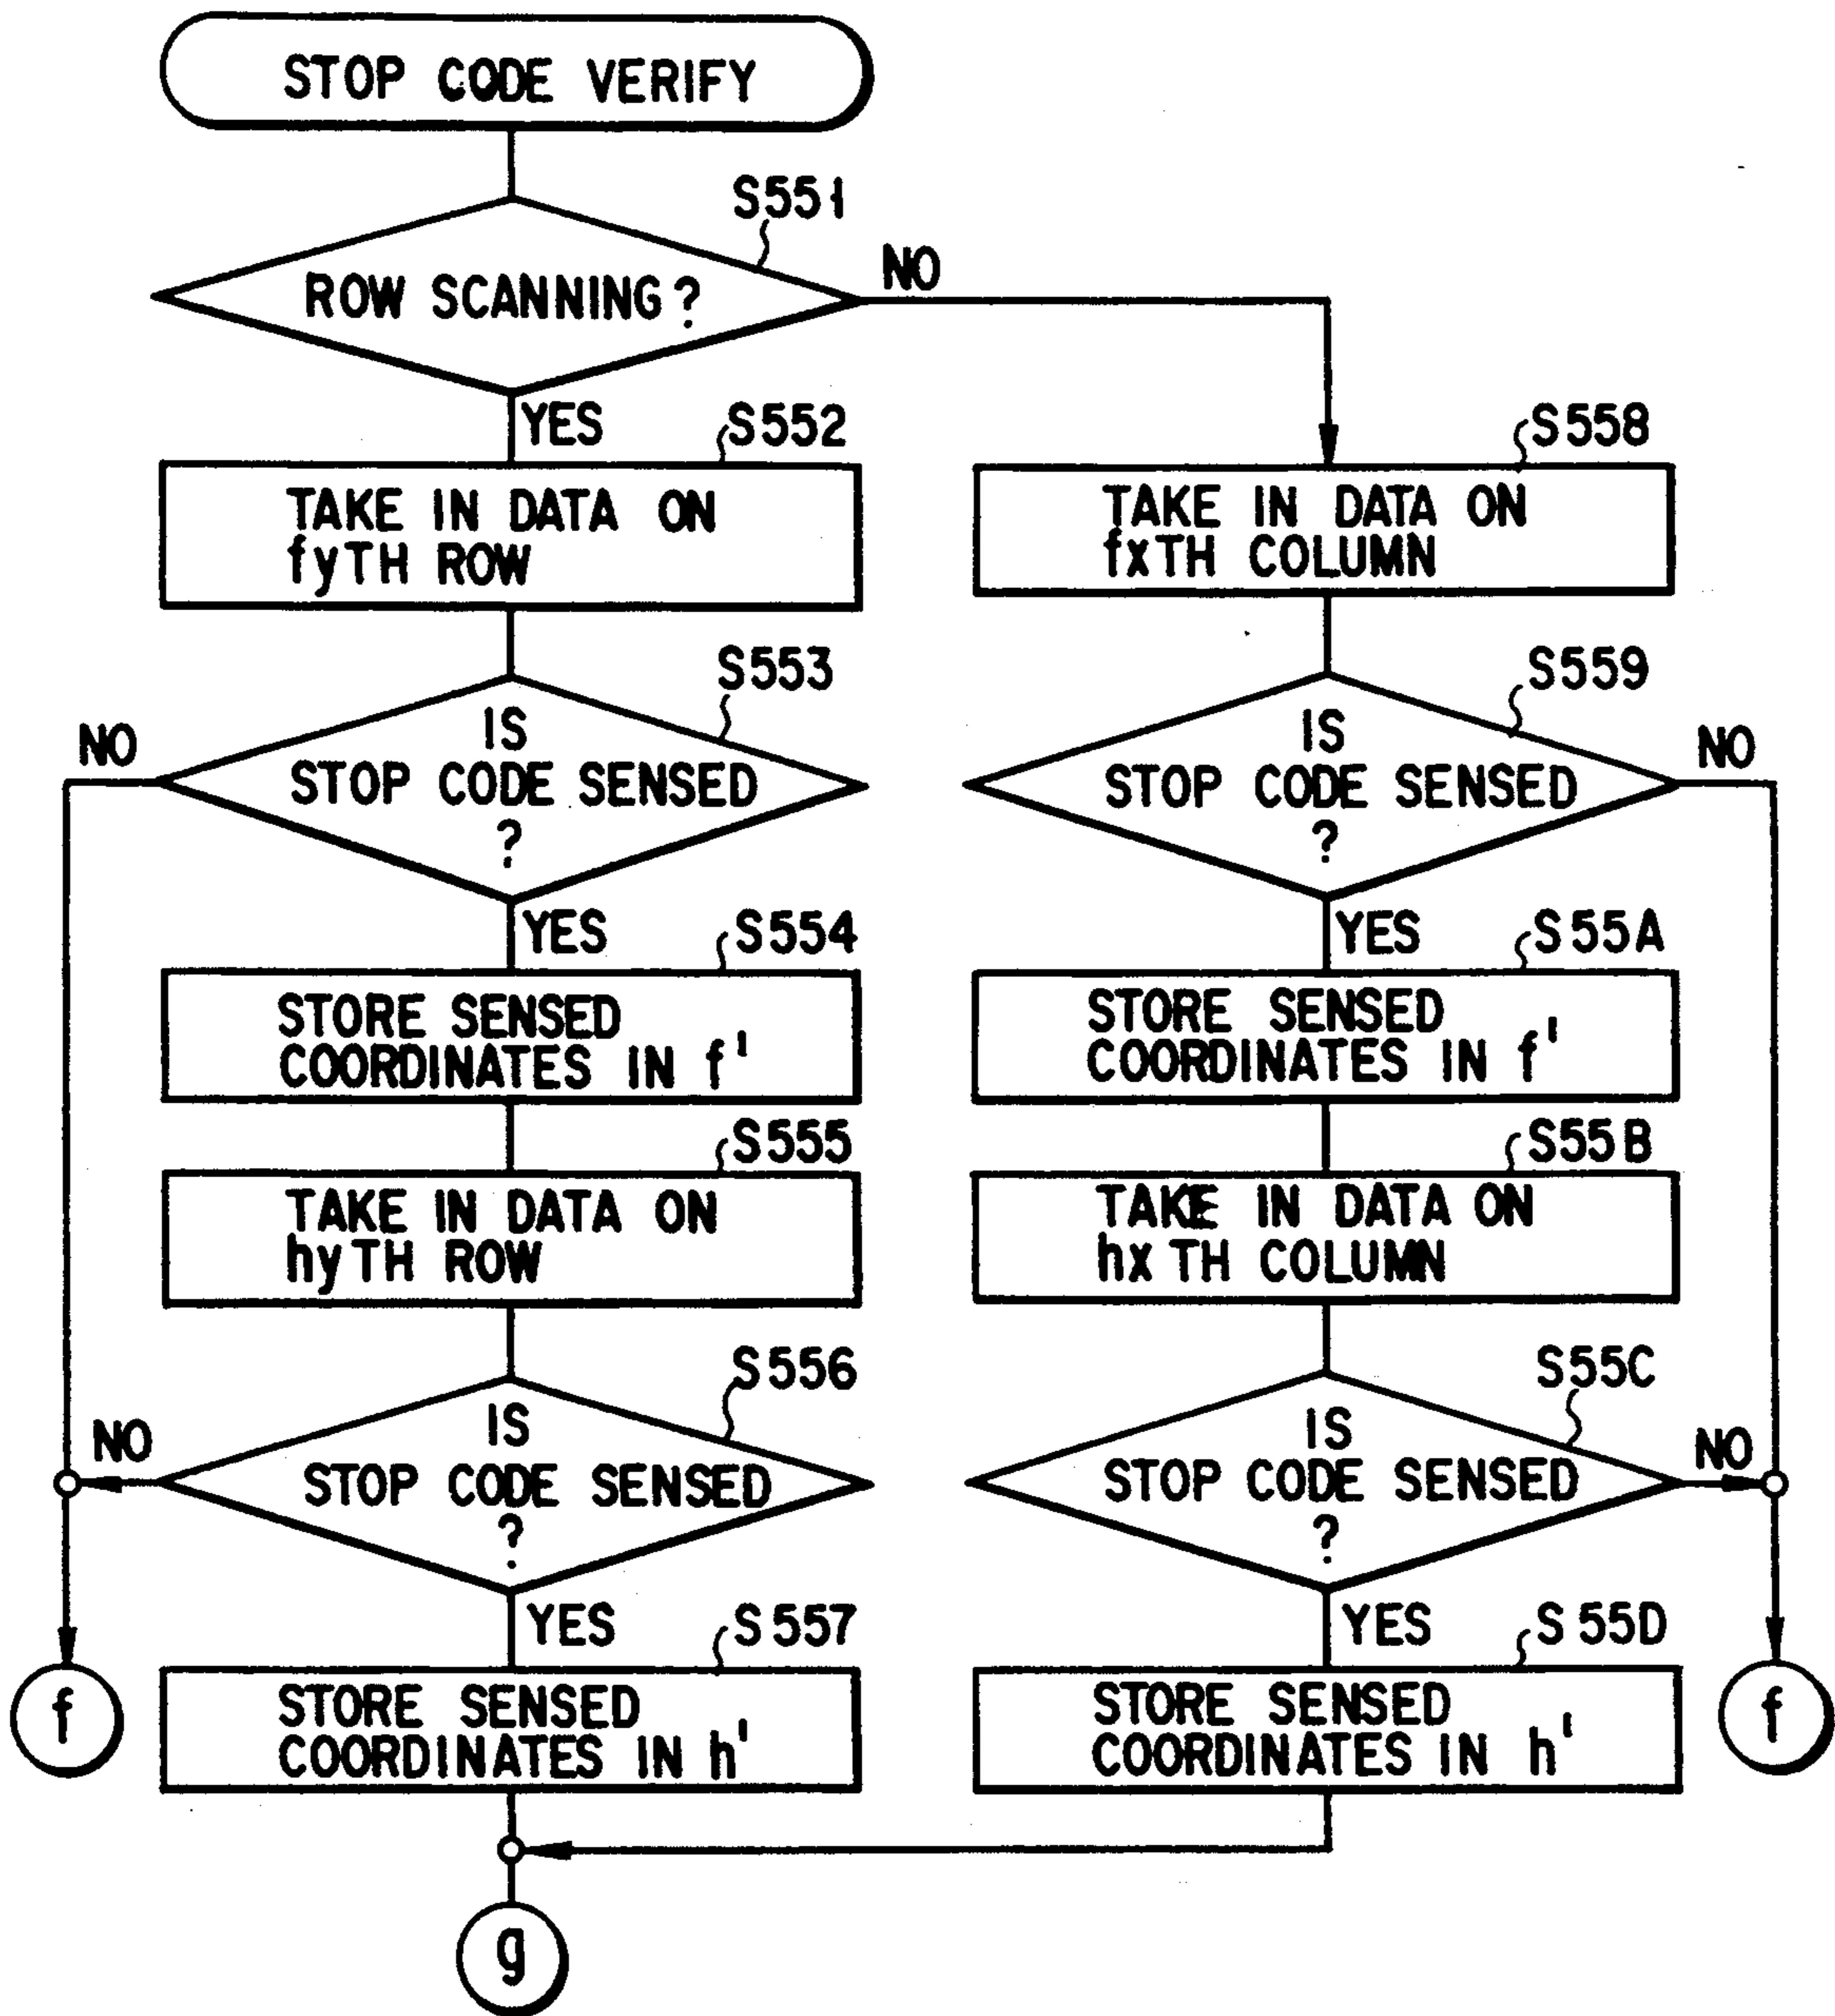 STOP CODE VERIFY
S551
ROW SCANNING?
NO
YES
S552
TAKE IN DATA ON
fyTH ROW
S553
NO
IS
STOP CODE SENSED
?
YES
S554
STORE SENSED
COORDINATES IN f'
S555
TAKE IN DATA ON
hyTH ROW
S556
NO
IS
STOP CODE SENSED
?
YES
S557
STORE SENSED
COORDINATES IN h'
f
S558
TAKE IN DATA ON
fxTH COLUMN
S559
NO
IS
STOP CODE SENSED
?
YES
S55A
STORE SENSED
COORDINATES IN f'
S55B
TAKE IN DATA ON
hx TH COLUMN
S55C
NO
IS
STOP CODE SENSED
?
YES
S55D
STORE SENSED
COORDINATES IN h'
f
g